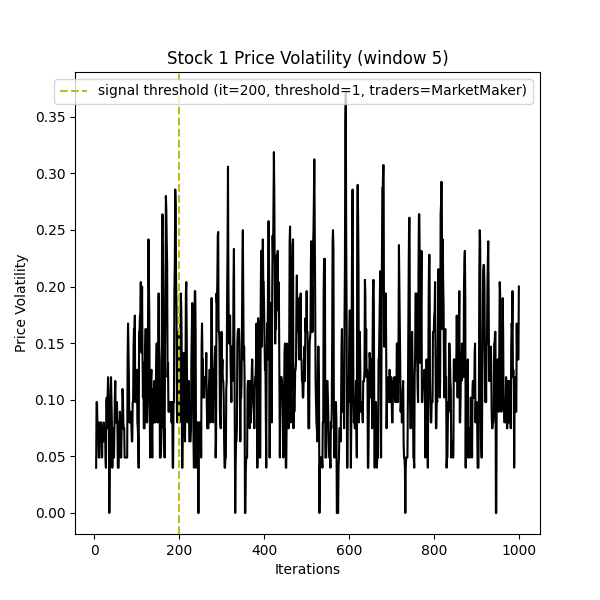 Stock 1 Price Volatility (window 5)
signal threshold (it=200, threshold=1, traders=MarketMaker)
Price Volatility
0.35
0.30
0.25
0.20
0.15
0.10
0.05
0.00
0 200 400 600 800 1000
Iterations